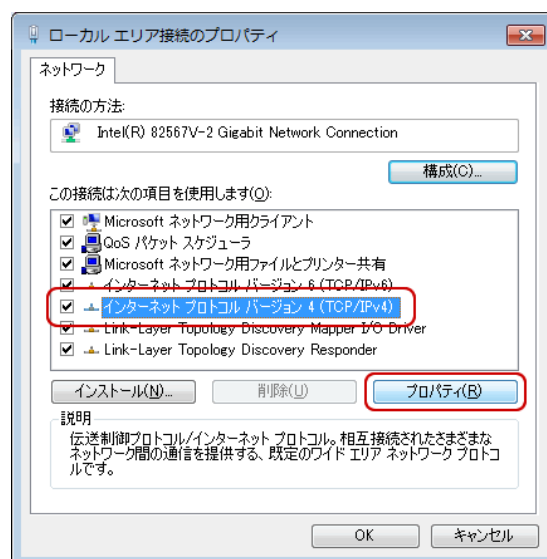 ローカル エリア接続のプロパティ
ネットワーク
接続の方法:
Intel(R) 82567V-2 Gigabit Network Connection
構成(C)...
この接続は次の項目を使用します(O):
Microsoft ネットワーク用クライアント
QoS パケット スケジューラ
Microsoft ネットワーク用ファイルとプリンター共有
インターネット プロトコル バージョン 6 (TCP/IPv6)
インターネット プロトコル バージョン 4 (TCP/IPv4)
Link-Layer Topology Discovery Mapper I/O Driver
Link-Layer Topology Discovery Responder
インストール(N)... 削除(U) プロパティ(R)
説明
伝送制御プロトコル/インターネット プロトコル。相互接続されたさまざまな
ネットワーク間の通信を提供する、既定のワイド エリア ネットワーク プロトコ
ルです。
OK キャンセル